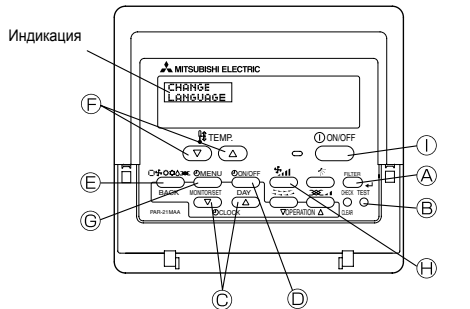 Индикация
MITSUBISHI ELECTRIC
CHANGE
LANGUAGE
F
TEMP.
ON/OFF
I
E
MENU
ON/OFF
FILTER
A
BACK
MONITOR/SET
DAY
CHECK TEST
B
G
PAR-21MAA
CLOCK
OPERATION
CLEAR
H
C
D